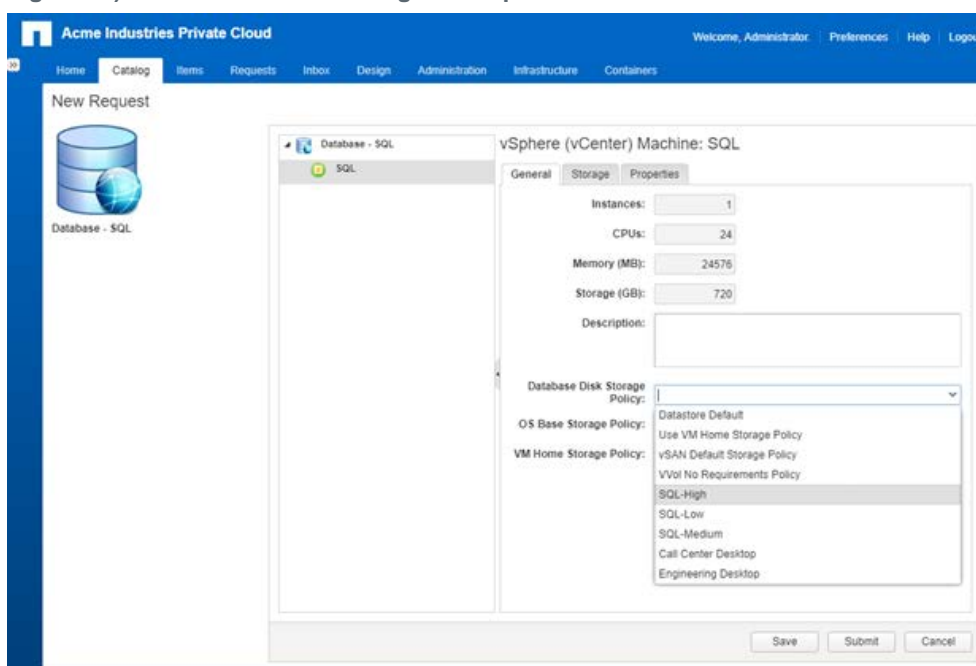 Acme Industries Private Cloud
Welcome, Administrator. Preferences Help Logou
Home Catalog Items Requests Inbox Design Administration Infrastructure Containers
New Request
Database - SQL
Database - SQL
SQL
vSphere (vCenter) Machine: SQL
General Storage Properties
Instances: 1
CPUs: 24
Memory (MB): 24576
Storage (GB): 720
Description:
Database Disk Storage
Policy:
OS Base Storage Policy:
VM Home Storage Policy:
Datastore Default
Use VM Home Storage Policy
vSAN Default Storage Policy
VVol No Requirements Policy
SQL-High
SQL-Low
SQL-Medium
Call Center Desktop
Engineering Desktop
Save Submit Cancel